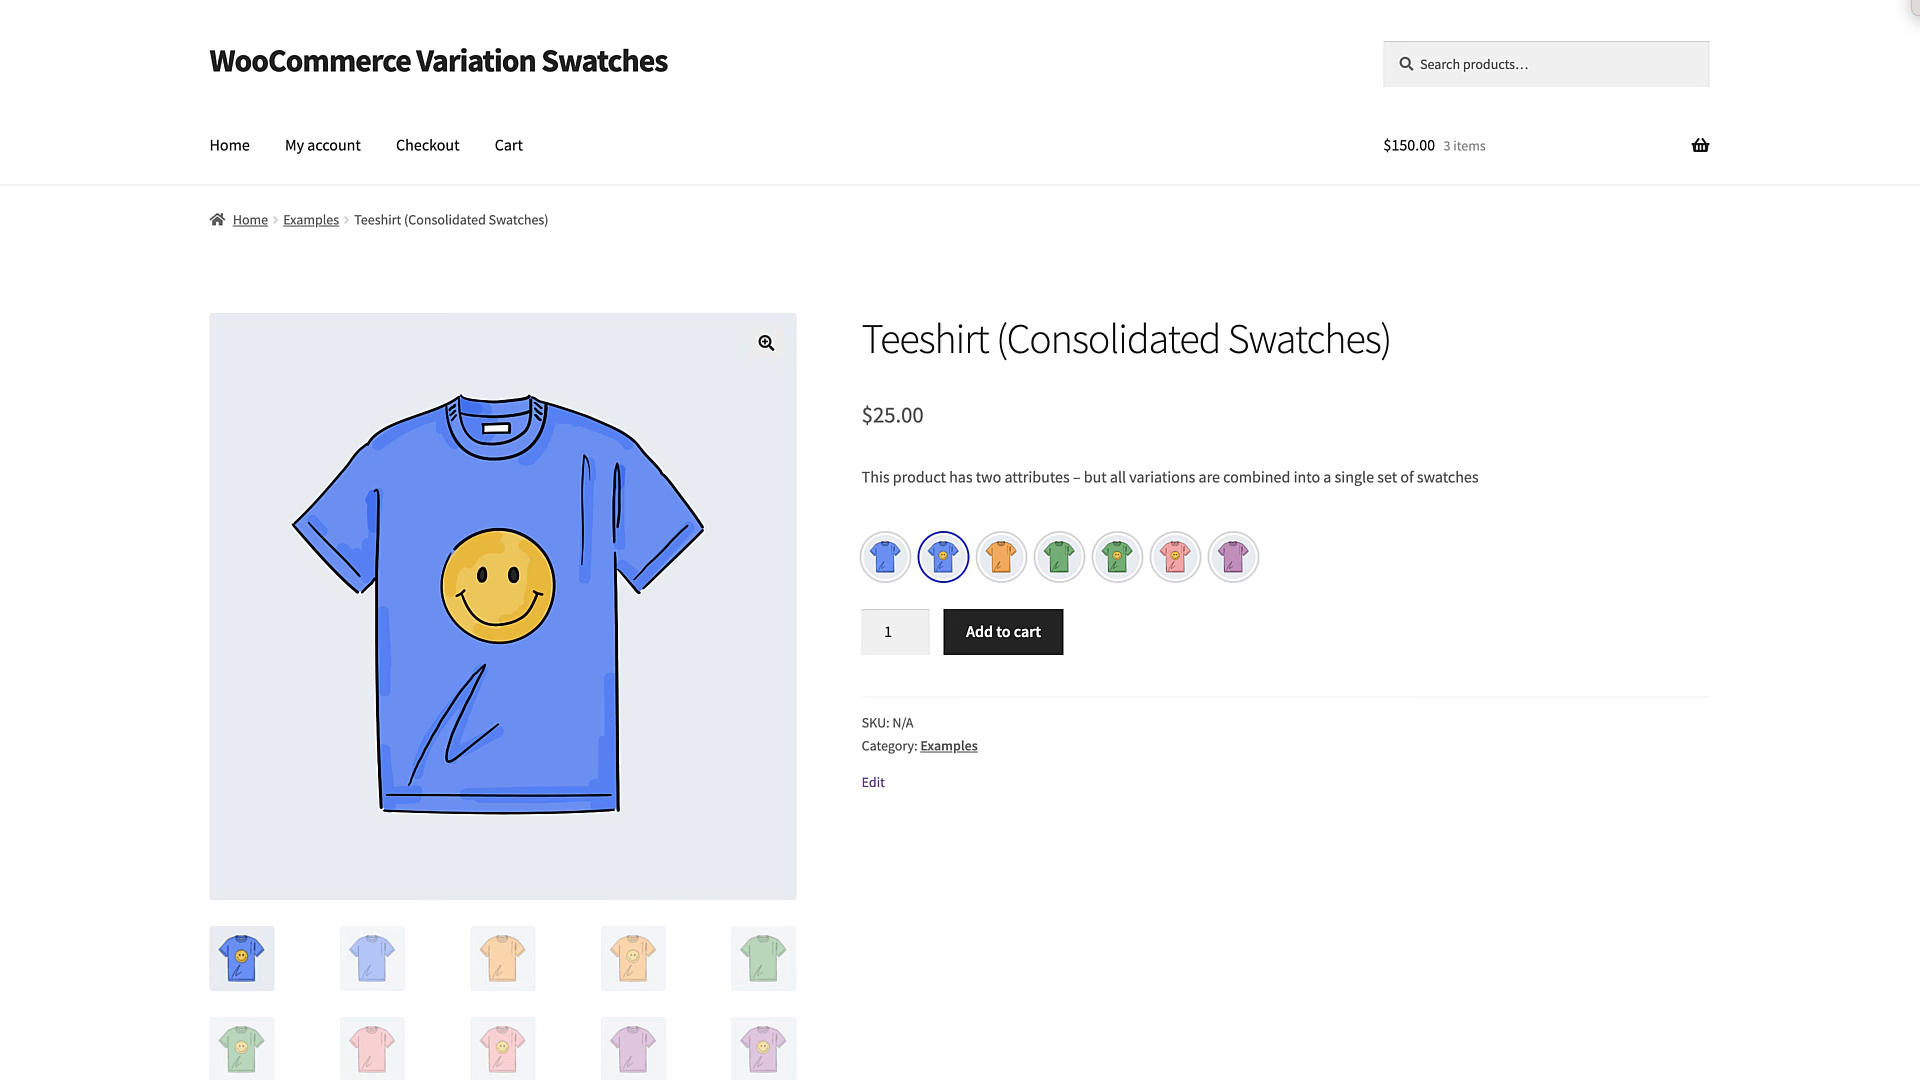 WooCommerce Variation Swatches
Search products…
Home
My account
Checkout
Cart
$150.00 3 items
Home
Examples
Teeshirt (Consolidated Swatches)
Teeshirt (Consolidated Swatches)
$25.00
This product has two attributes – but all variations are combined into a single set of swatches
1
Add to cart
SKU: N/A
Category: Examples
Edit